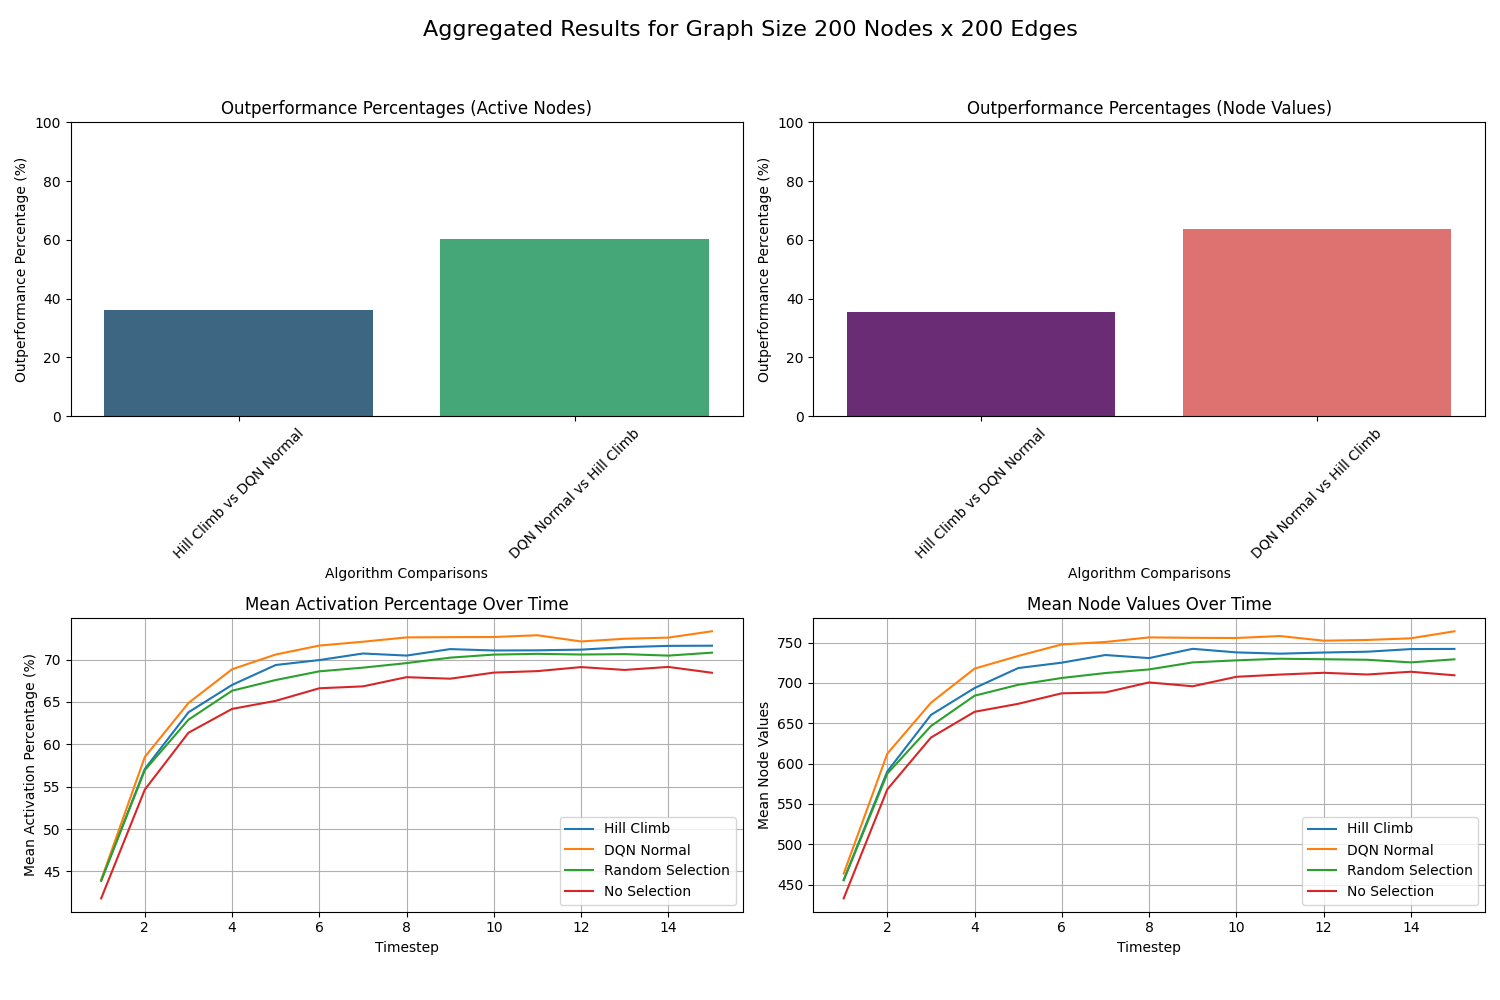 Aggregated Results for Graph Size 200 Nodes x 200 Edges
Outperformance Percentages (Active Nodes)
Outperformance Percentage (%)
100
80
60
40
20
0
Hill Climb vs DQN Normal
DQN Normal vs Hill Climb
Algorithm Comparisons
Outperformance Percentages (Node Values)
Outperformance Percentage (%)
100
80
60
40
20
0
Hill Climb vs DQN Normal
DQN Normal vs Hill Climb
Algorithm Comparisons
Mean Activation Percentage Over Time
Mean Activation Percentage (%)
70
65
60
55
50
45
Hill Climb
DQN Normal
Random Selection
No Selection
2 4 6 8 10 12 14
Timestep
Mean Node Values Over Time
Mean Node Values
750
700
650
600
550
500
450
Hill Climb
DQN Normal
Random Selection
No Selection
2 4 6 8 10 12 14
Timestep